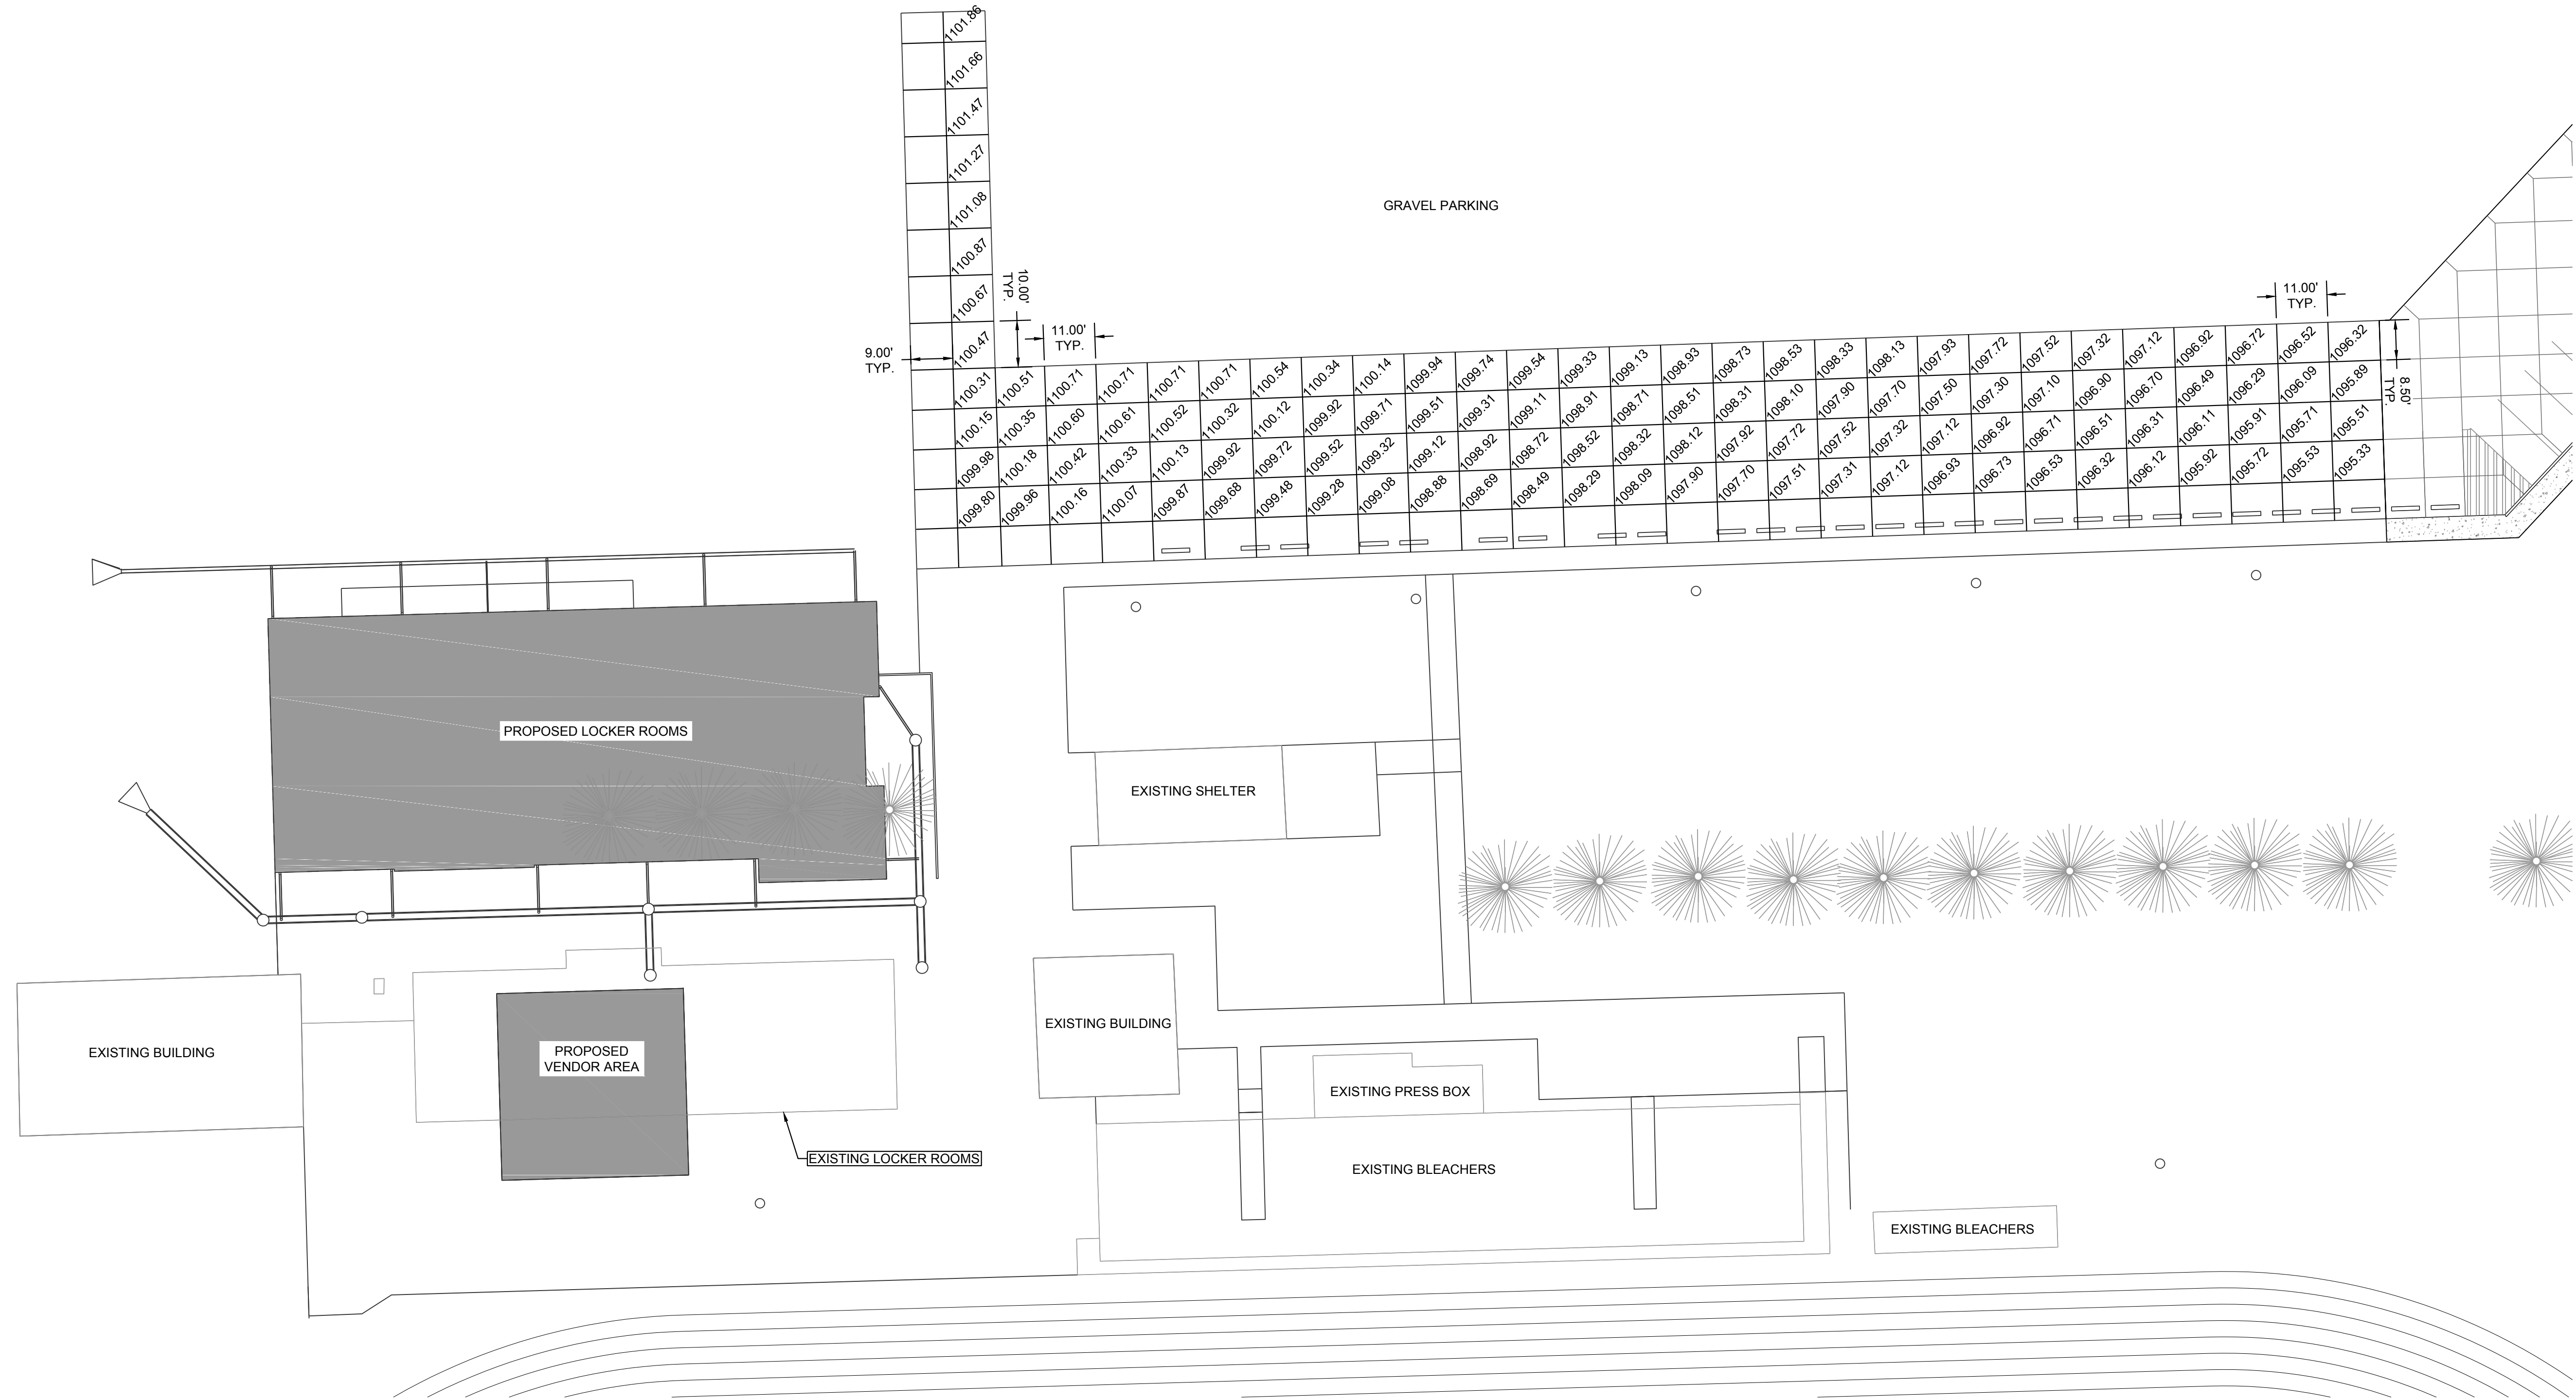 1101.86
1101.66
1101.47
1101.27
1101.08
1100.87
1100.67
1100.47
GRAVEL PARKING
10.00'
TYP.
11.00'
TYP.
9.00'
TYP.
11.00'
TYP.
8.50'
TYP.
1100.31 1100.51 1100.71 1100.71 1100.71 1100.71 1100.54 1100.34 1100.14 1099.94 1099.74 1099.54 1099.33 1099.13 1098.93 1098.73 1098.53 1098.33 1098.13 1097.93 1097.72 1097.52 1097.32 1097.12 1096.92 1096.72 1096.52 1096.32
1100.15 1100.35 1100.60 1100.61 1100.52 1100.32 1100.12 1099.92 1099.71 1099.51 1099.31 1099.11 1098.91 1098.71 1098.51 1098.31 1098.10 1097.90 1097.70 1097.50 1097.30 1097.10 1096.90 1096.70 1096.49 1096.29 1096.09 1095.89
1099.98 1100.18 1100.42 1100.33 1100.13 1099.92 1099.72 1099.52 1099.32 1099.12 1098.92 1098.72 1098.52 1098.32 1098.12 1097.92 1097.72 1097.52 1097.32 1097.12 1096.92 1096.71 1096.51 1096.31 1096.11 1095.91 1095.71 1095.51
1099.80 1099.96 1100.16 1100.07 1099.87 1099.68 1099.48 1099.28 1099.08 1098.88 1098.69 1098.49 1098.29 1098.09 1097.90 1097.70 1097.51 1097.31 1097.12 1096.93 1096.73 1096.53 1096.32 1096.12 1095.92 1095.72 1095.53 1095.33
PROPOSED LOCKER ROOMS
EXISTING SHELTER
EXISTING BUILDING
PROPOSED
VENDOR AREA
EXISTING BUILDING
EXISTING PRESS BOX
EXISTING LOCKER ROOMS
EXISTING BLEACHERS
EXISTING BLEACHERS